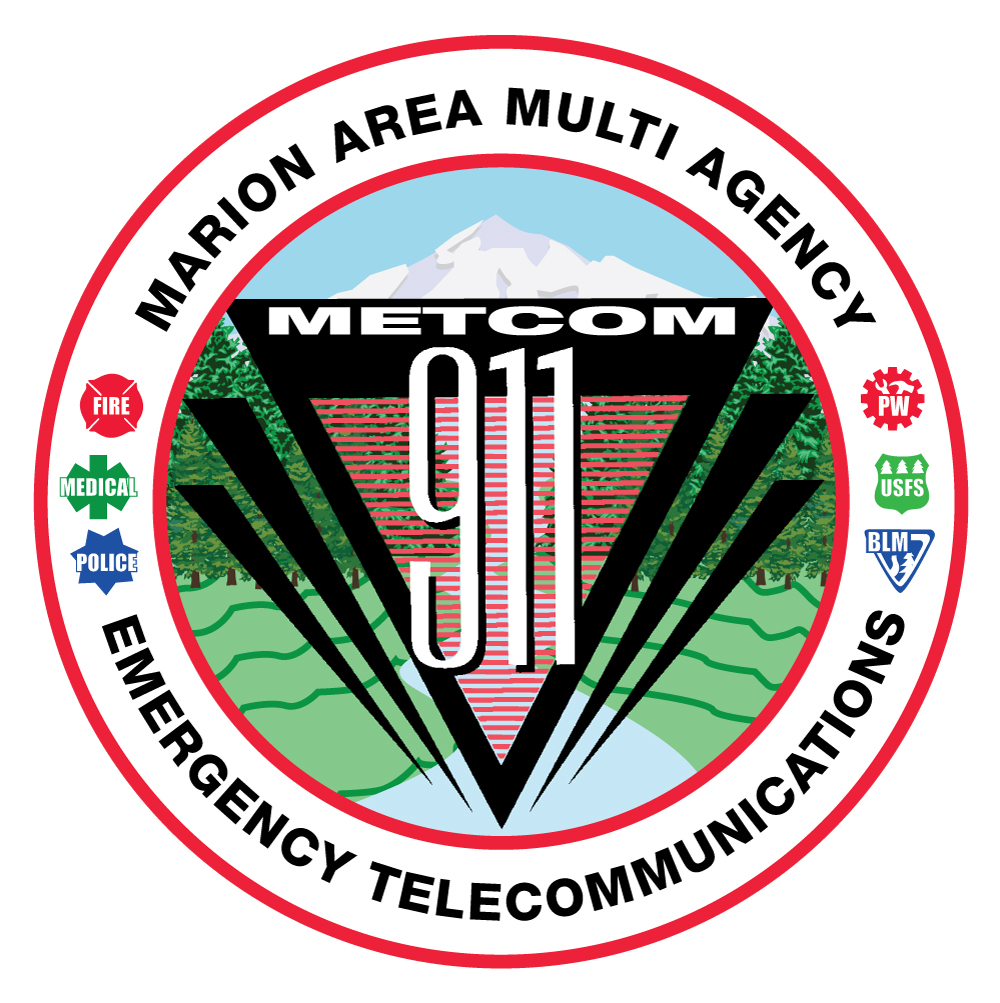 MARION AREA MULTI AGENCY
METCOM
911
FIRE
MEDICAL
POLICE
PW
USFS
BLM
EMERGENCY TELECOMMUNICATIONS